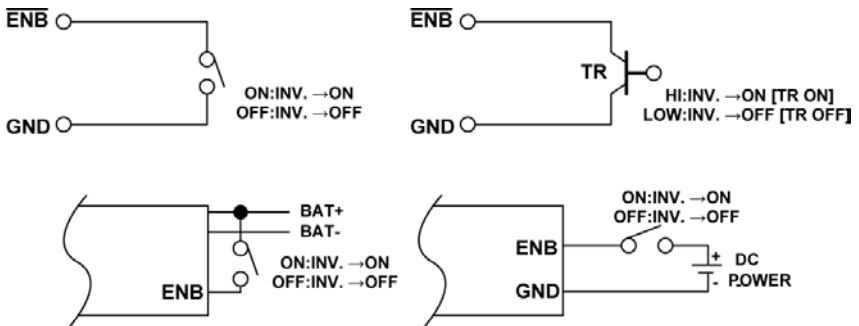 ENB
ON:INV. →ON
OFF:INV. →OFF
GND
ENB
TR
HI:INV. →ON [TR ON]
LOW:INV. →OFF [TR OFF]
GND
BAT+
BAT-
ON:INV. →ON
OFF:INV. →OFF
ENB
ON:INV. →ON
OFF:INV. →OFF
ENB
+ DC
- POWER
GND